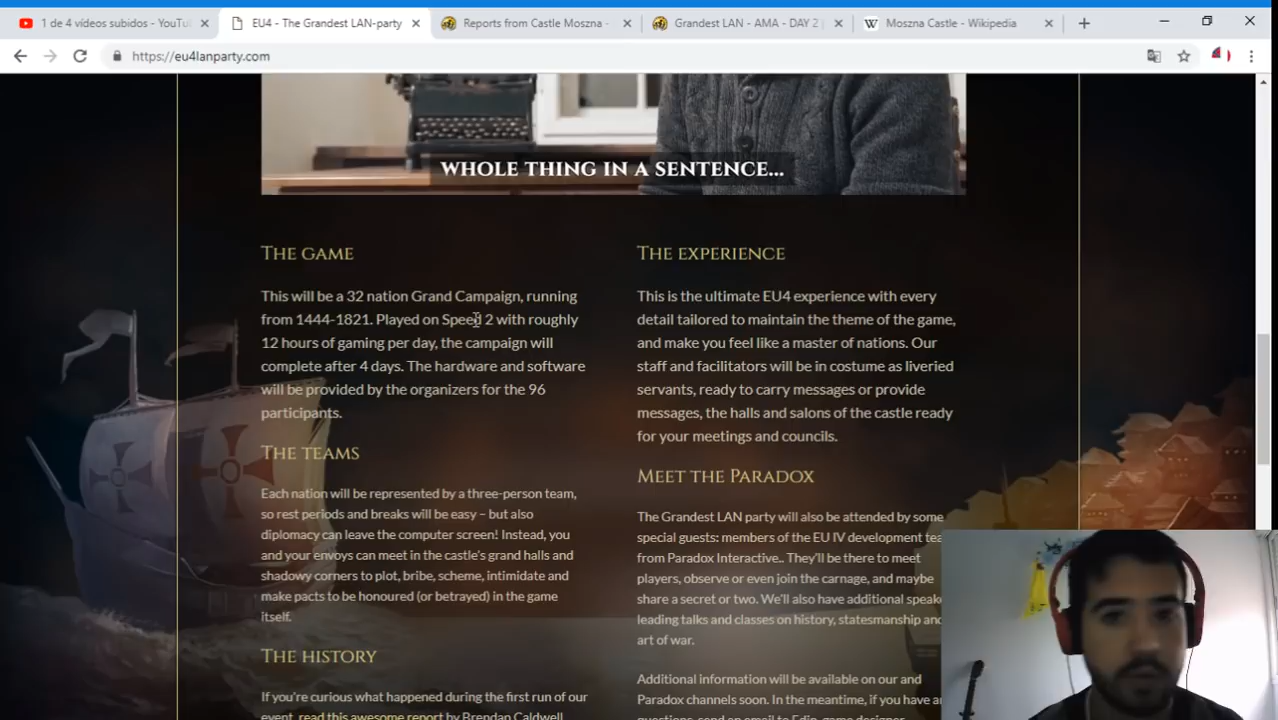 1 de 4 vídeos subidos - YouTu
EU4 - The Grandest LAN-party
Reports from Castle Moszna -
Grandest LAN - AMA - DAY 2
Moszna Castle - Wikipedia
https://eu4lanparty.com
WHOLE THING IN A SENTENCE...
THE GAME
This will be a 32 nation Grand Campaign, running
from 1444-1821. Played on Speed 2 with roughly
12 hours of gaming per day, the campaign will
complete after 4 days. The hardware and software
will be provided by the organizers for the 96
participants.
THE TEAMS
Each nation will be represented by a three-person team,
so rest periods and breaks will be easy – but also
diplomacy can leave the computer screen! Instead, you
and your envoys can meet in the castle's grand halls and
shadowy corners to plot, bribe, scheme, intimidate and
make pacts to be honoured (or betrayed) in the game
itself.
THE HISTORY
If you're curious what happened during the first run of our
event, read this awesome report by Brendan Caldwell
THE EXPERIENCE
This is the ultimate EU4 experience with every
detail tailored to maintain the theme of the game,
and make you feel like a master of nations. Our
staff and facilitators will be in costume as liveried
servants, ready to carry messages or provide
messages, the halls and salons of the castle ready
for your meetings and councils.
MEET THE PARADOX
The Grandest LAN party will also be attended by some
special guests: members of the EU IV development tea
from Paradox Interactive.. They'll be there to meet
players, observe or even join the carnage, and maybe
share a secret or two. We'll also have additional speak
leading talks and classes on history, statesmanship and
art of war.
Additional information will be available on our and
Paradox channels soon. In the meantime, if you have a
questions, send an email to Edin, game designer